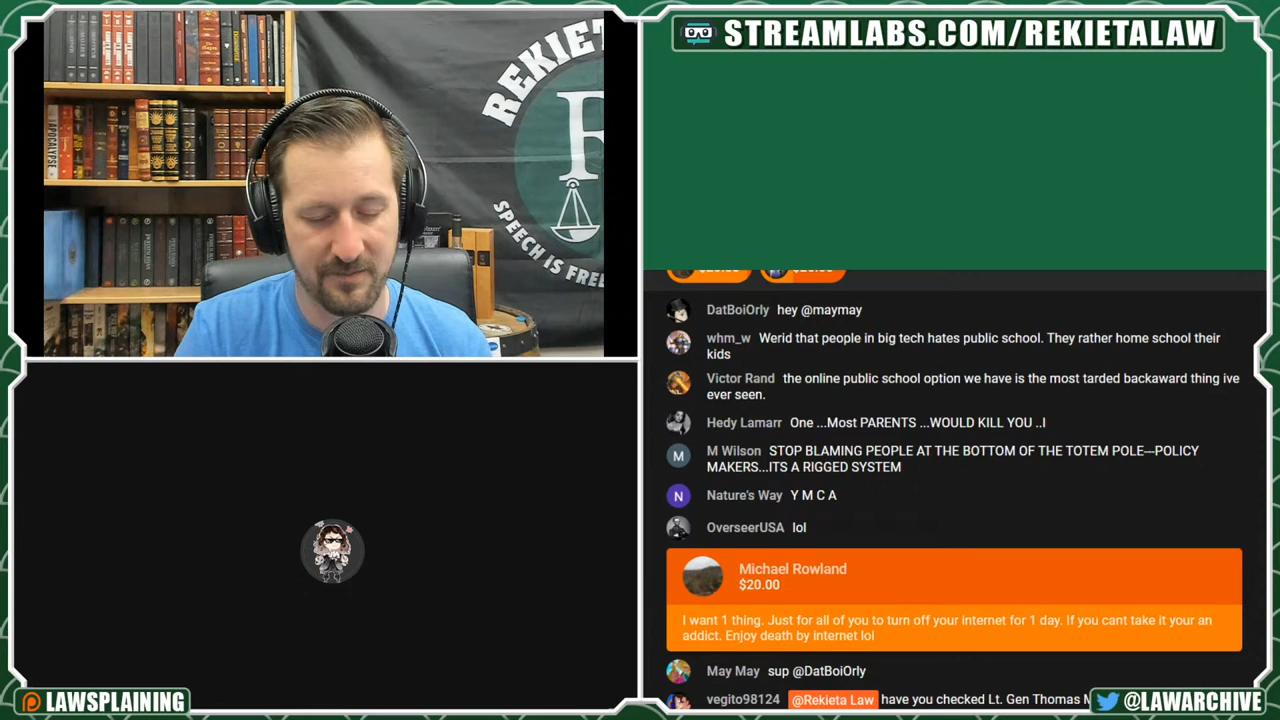 STREAMLABS.COM/REKIETALAW
REKIET
R
SPEECH IS FREE
APOCALYPSE
$20.00
$20.00
DatBoiOrly hey @maymay
whm_w Werid that people in big tech hates public school. They rather home school their
kids
Victor Rand the online public school option we have is the most tarded backaward thing ive
ever seen.
Hedy Lamarr One ...Most PARENTS ...WOULD KILL YOU ..I
M
M Wilson STOP BLAMING PEOPLE AT THE BOTTOM OF THE TOTEM POLE---POLICY
MAKERS...ITS A RIGGED SYSTEM
N
Nature's Way Y M C A
OverseerUSA lol
Michael Rowland
$20.00
I want 1 thing. Just for all of you to turn off your internet for 1 day. If you cant take it your an
addict. Enjoy death by internet lol
May May sup @DatBoiOrly
vegito98124 @Rekieta Law have you checked Lt. Gen Thomas M
LAWSPLAINING
@LAWARCHIVE